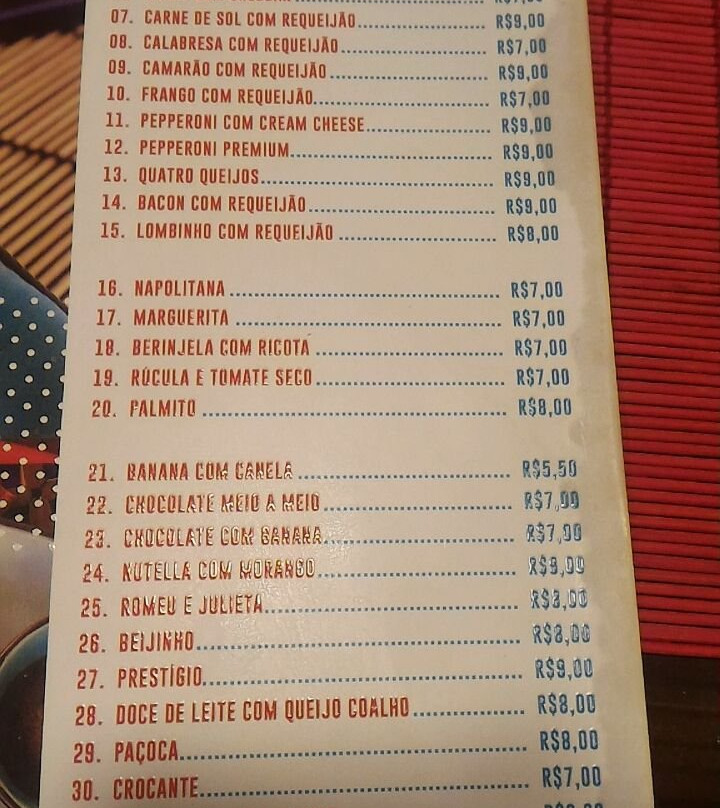 07. CARNE DE SOL COM REQUEIJÃO R$9,00
08. CALABRESA COM REQUEIJÃO R$7,00
09. CAMARÃO COM REQUEIJÃO R$9,00
10. FRANGO COM REQUEIJÃO R$7,00
11. PEPPERONI COM CREAM CHEESE R$9,00
12. PEPPERONI PREMIUM R$9,00
13. QUATRO QUEIJOS R$9,00
14. BACON COM REQUEIJÃO R$9,00
15. LOMBINHO COM REQUEIJÃO R$8,00
16. NAPOLITANA R$7,00
17. MARGUERITA R$7,00
18. BERINJELA COM RICOTA R$7,00
19. RÚCULA E TOMATE SECO R$7,00
20. PALMITO R$8,00
21. BANANA COM CANELA R$5,50
22. CHOCOLATE MEIO A MEIO R$7,00
23. CHOCOLATE COM BANANA R$7,00
24. NUTELLA COM MORANGO R$9,00
25. ROMEU E JULIETA
26. BEIJINHO R$8,00
27. PRESTÍGIO R$9,00
28. DOCE DE LEITE COM QUEIJO COALHO R$8,00
29. PAÇOCA R$8,00
30. CROCANTE R$7,00